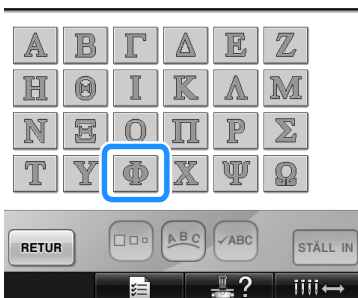 Α Β Γ Δ Ε Ζ
Η Θ Ι Κ Λ Μ
Ν Ξ Ο Π Ρ Σ
Τ Υ Φ Χ Ψ Ω
RETUR ABC ✓ABC STÄLL IN
?